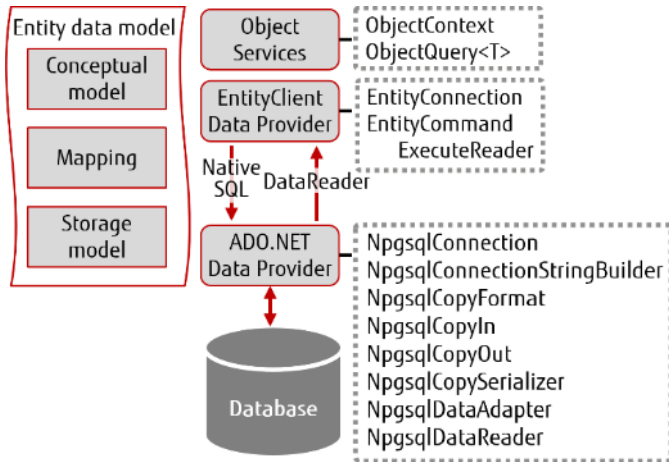 Entity data model
Conceptual
model
Mapping
Storage
model
Object
Services
ObjectContext
ObjectQuery<T>
EntityClient
Data Provider
EntityConnection
EntityCommand
ExecuteReader
Native
SQL
DataReader
ADO.NET
Data Provider
NpgsqlConnection
NpgsqlConnectionStringBuilder
NpgsqlCopyFormat
NpgsqlCopyIn
NpgsqlCopyOut
NpgsqlCopySerializer
NpgsqlDataAdapter
NpgsqlDataReader
Database